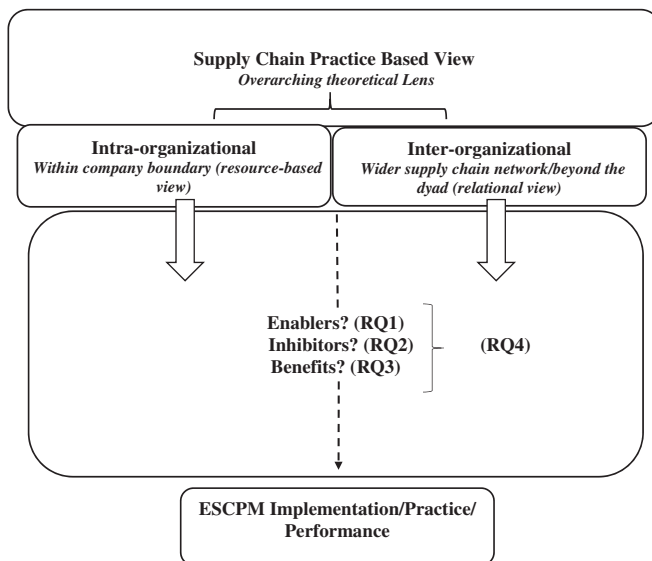 Supply Chain Practice Based View
Overarching theoretical Lens
Intra-organizational
Within company boundary (resource-based
view)
Inter-organizational
Wider supply chain network/beyond the
dyad (relational view)
Enablers? (RQ1)
Inhibitors? (RQ2)
Benefits? (RQ3)
(RQ4)
ESCPM Implementation/Practice/
Performance